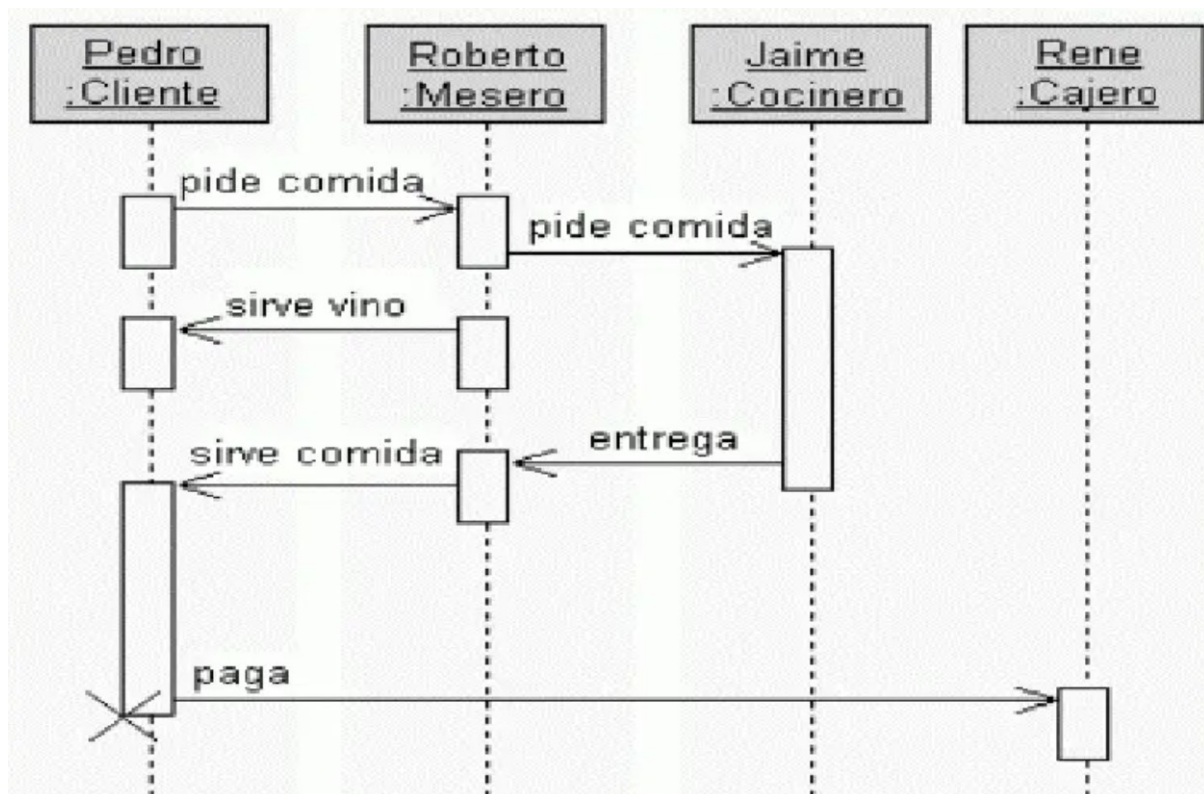 Pedro
:Cliente
Roberto
:Mesero
Jaime
:Cocinero
Rene
:Cajero
pide comida
pide comida
sirve vino
entrega
sirve comida
paga